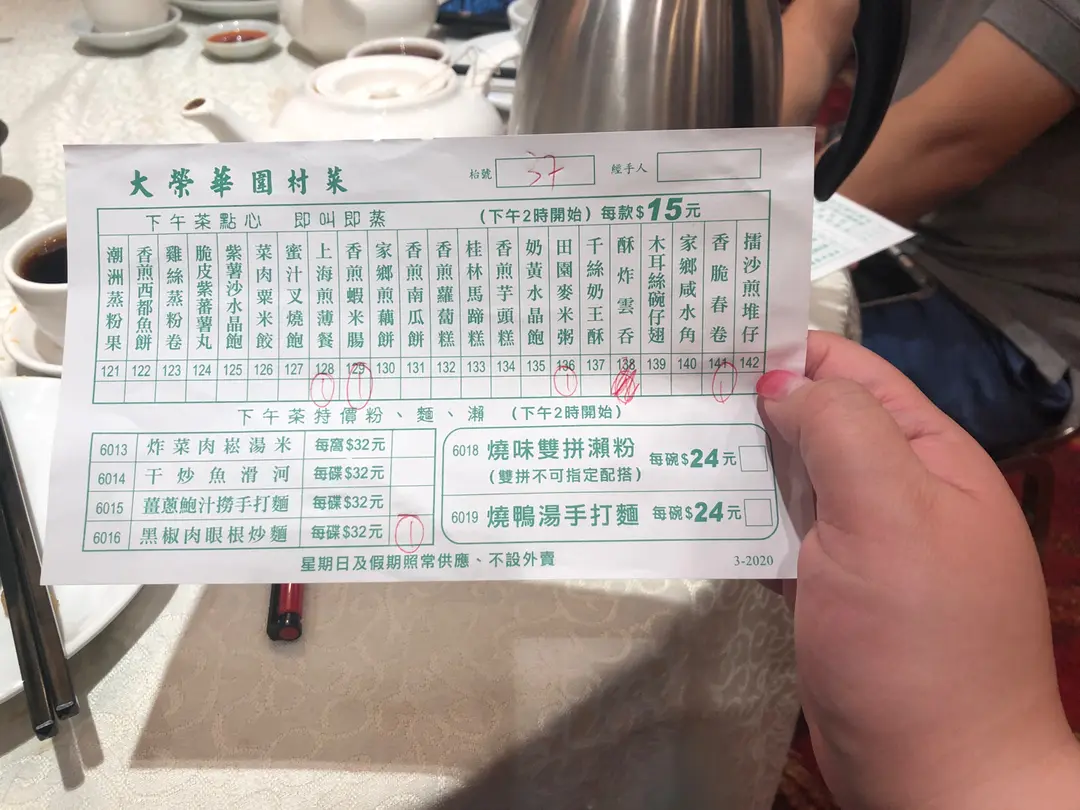 大榮華圍村菜
枱號 37 經手人
下午茶點心 即叫即蒸 (下午2時開始) 每款$15元
潮洲蒸粉果 121
香煎西都魚餅 122
雞絲蒸粉卷 123
脆皮紫蕃薯丸 124
紫薯沙水晶飽 125
菜肉粟米餃 126
蜜汁叉燒飽 127
上海煎薄餐 128 1
香煎蝦米腸 129 1
家鄉煎藕餅 130
香煎南瓜餅 131
香煎蘿蔔糕 132
桂林馬蹄糕 133
香煎芋頭糕 134
奶黃水晶飽 135
田園麥米粥 136 1
千絲奶王酥 137
酥炸雲吞 138
木耳絲碗仔翅 139
家鄉咸水角 140
香脆春卷 141 1
擂沙煎堆仔 142
下午茶特價粉、麵、瀨 (下午2時開始)
6013 炸菜肉崧湯米 每窩$32元
6014 干炒魚滑河 每碟$32元
6015 薑蔥鮑汁撈手打麵 每碟$32元
6016 黑椒肉眼根炒麵 每碟$32元 1
6018 燒味雙拼瀨粉 每碗$24元
(雙拼不可指定配搭)
6019 燒鴨湯手打麵 每碗$24元
星期日及假期照常供應、不設外賣
3-2020